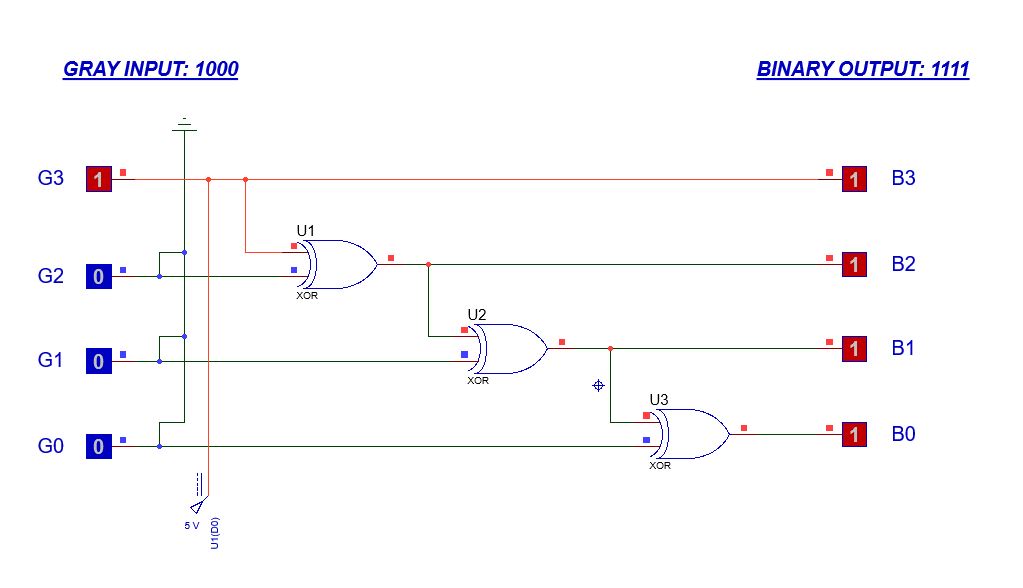 GRAY INPUT: 1000
BINARY OUTPUT: 1111
G3 1 1 B3
U1
G2 0 XOR 1 B2
U2
G1 0 XOR 1 B1
U3
G0 0 XOR 1 B0
5 V
U1(D0)